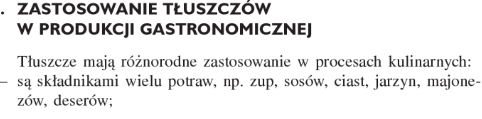 . ZASTOSOWANIE TŁUSZCZÓW
W PRODUKCJI GASTRONOMICZNEJ
Tłuszcze mają różnorodne zastosowanie w procesach kulinarnych:
– są składnikami wielu potraw, np. zup, sosów, ciast, jarzyn, majone-
zów, deserów;